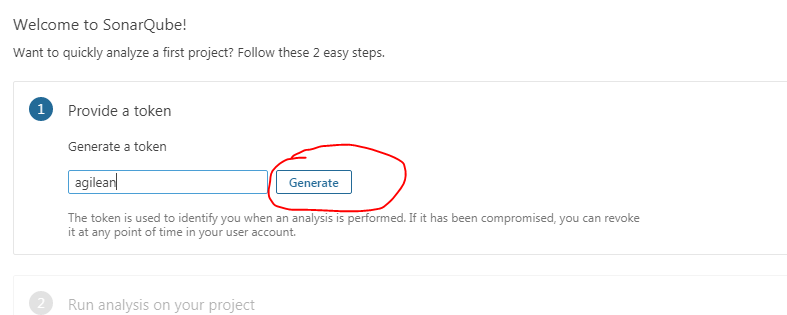 Welcome to SonarQube!
Want to quickly analyze a first project? Follow these 2 easy steps.
1 Provide a token
Generate a token
agilean Generate
The token is used to identify you when an analysis is performed. If it has been compromised, you can revoke
it at any point of time in your user account.
2 Run analysis on your project